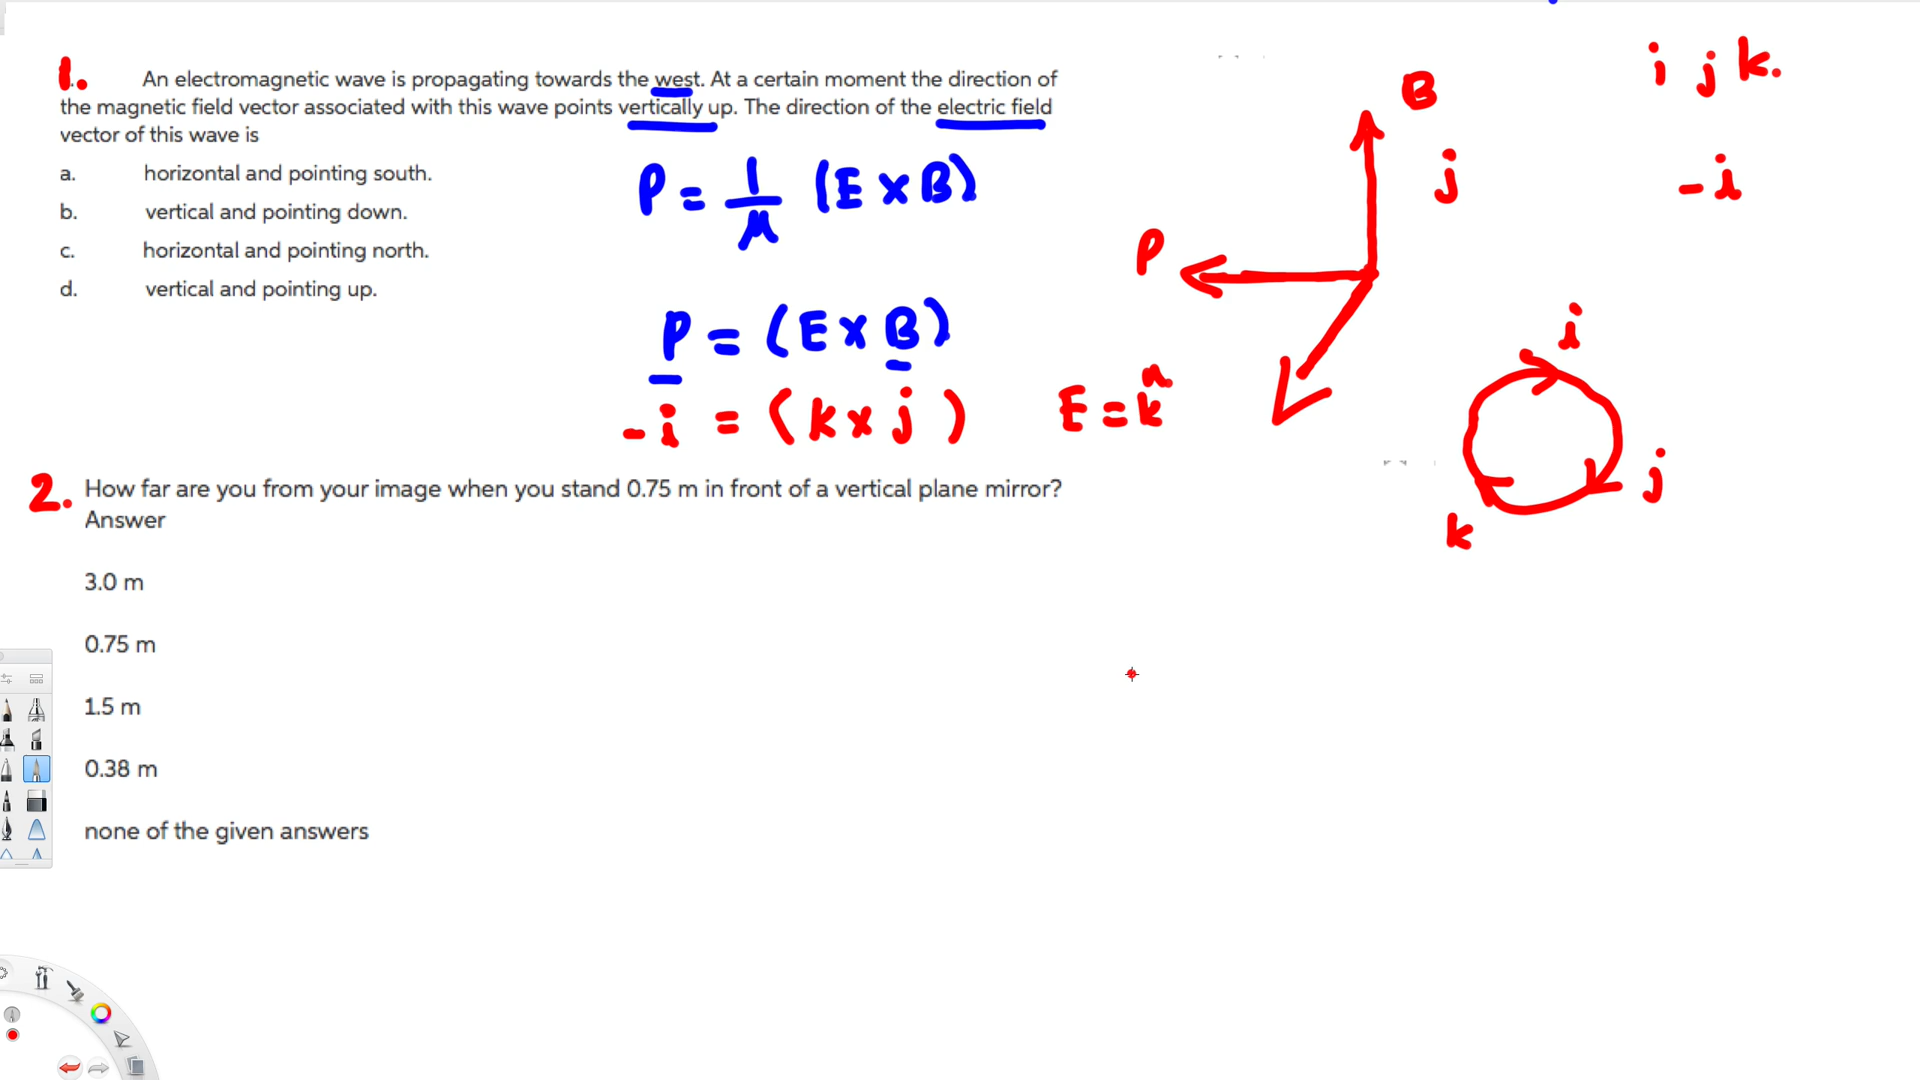 1. An electromagnetic wave is propagating towards the west. At a certain moment the direction of
the magnetic field vector associated with this wave points vertically up. The direction of the electric field
vector of this wave is
a. horizontal and pointing south.
b. vertical and pointing down.
c. horizontal and pointing north.
d. vertical and pointing up.
P = 1/μ (E × B)
P = (E × B)
-i = (k × j)
E = k̂
B
j
P
i j k.
-i
i
j
k
2. How far are you from your image when you stand 0.75 m in front of a vertical plane mirror?
Answer
3.0 m
0.75 m
1.5 m
0.38 m
none of the given answers